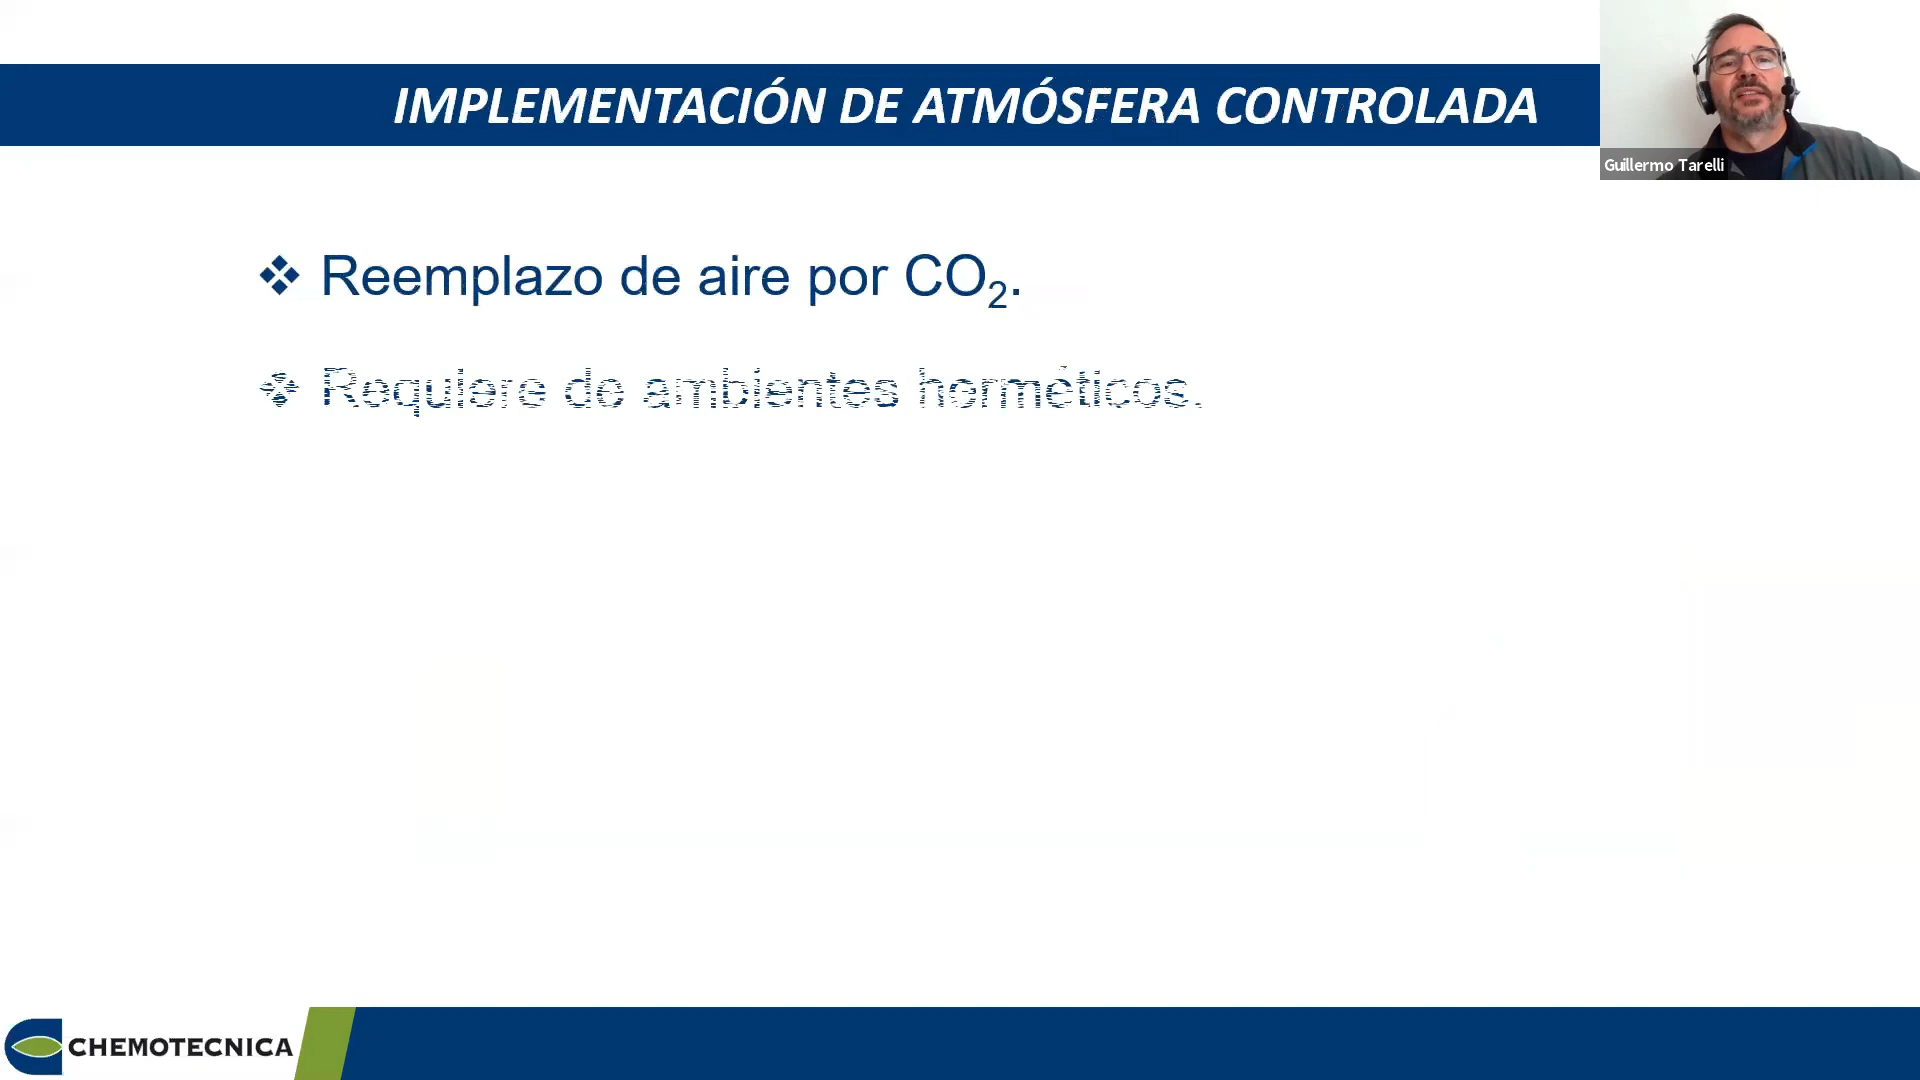 IMPLEMENTACIÓN DE ATMÓSFERA CONTROLADA
Guillermo Tarelli
❖ Reemplazo de aire por CO₂.
❖ Requiere de ambientes herméticos.
CHEMOTECNICA